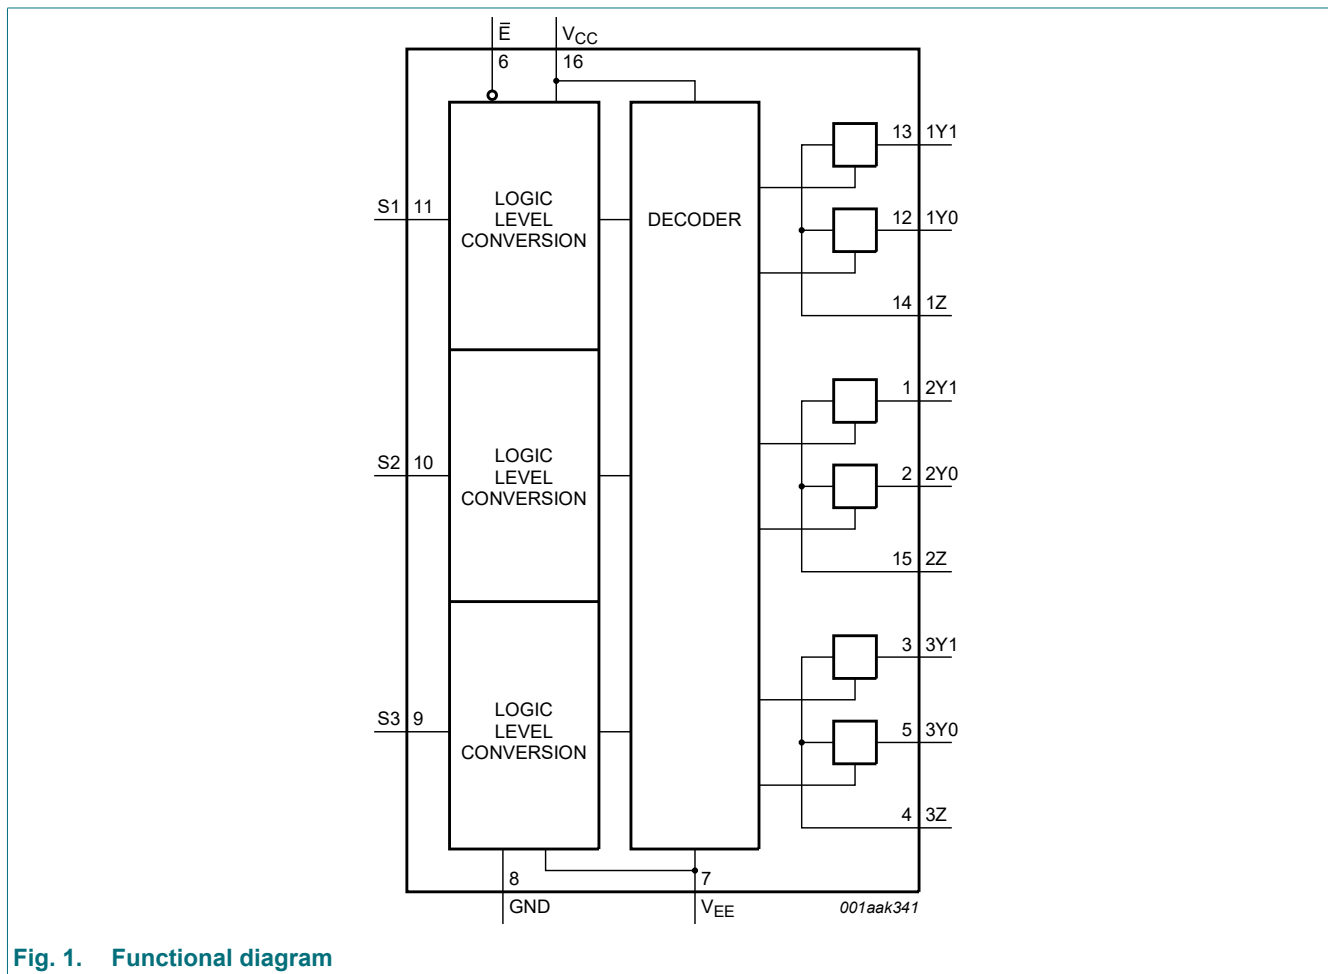 E̅ VCC
6 16
13 1Y1
S1 11 LOGIC LEVEL CONVERSION DECODER 12 1Y0
14 1Z
1 2Y1
S2 10 LOGIC LEVEL CONVERSION 2 2Y0
15 2Z
3 3Y1
S3 9 LOGIC LEVEL CONVERSION 5 3Y0
4 3Z
8 7
GND VEE 001aak341
Fig. 1. Functional diagram